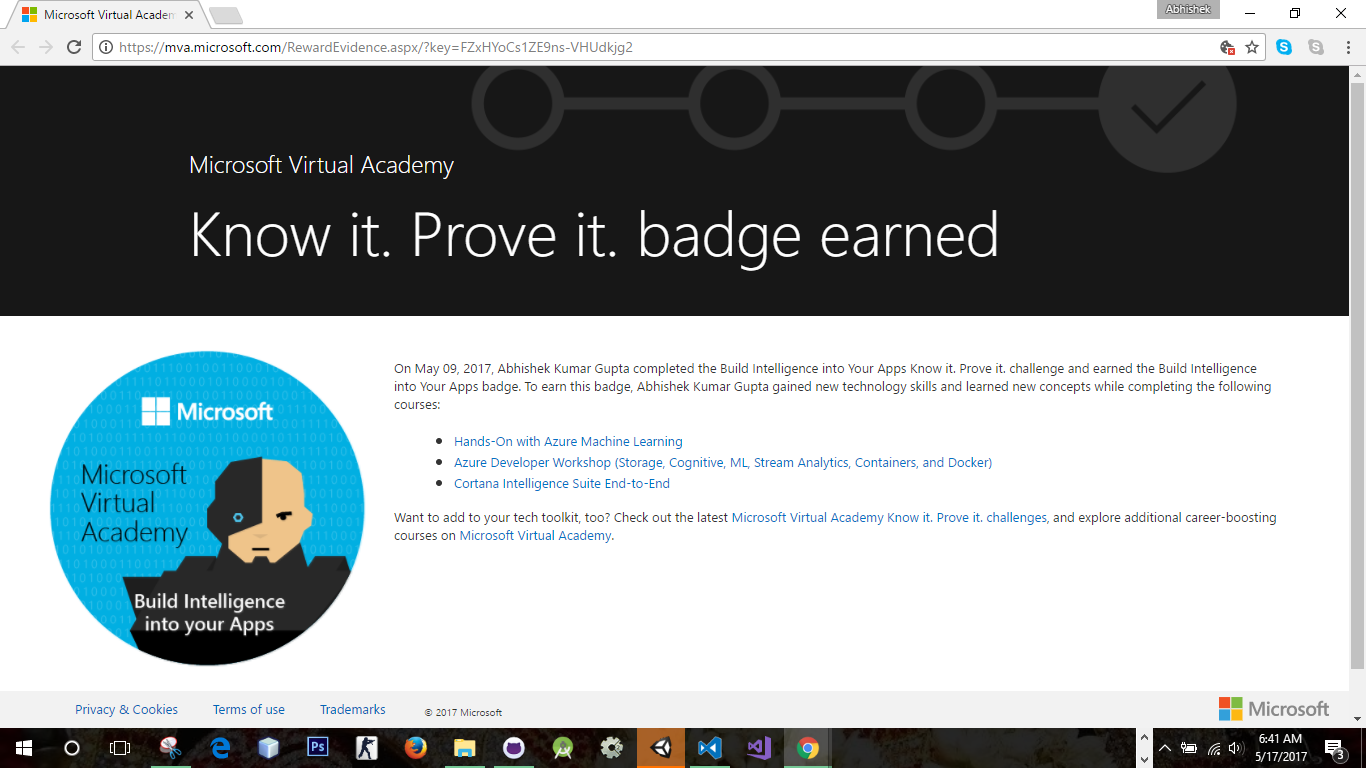 Microsoft Virtual Academ
Abhishek
https://mva.microsoft.com/RewardEvidence.aspx/?key=FZxHYoCs1ZE9ns-VHUdkjg2
Microsoft Virtual Academy
Know it. Prove it. badge earned
Microsoft
Microsoft
Virtual
Academy
Build Intelligence
into your Apps
On May 09, 2017, Abhishek Kumar Gupta completed the Build Intelligence into Your Apps Know it. Prove it. challenge and earned the Build Intelligence
into Your Apps badge. To earn this badge, Abhishek Kumar Gupta gained new technology skills and learned new concepts while completing the following
courses:
Hands-On with Azure Machine Learning
Azure Developer Workshop (Storage, Cognitive, ML, Stream Analytics, Containers, and Docker)
Cortana Intelligence Suite End-to-End
Want to add to your tech toolkit, too? Check out the latest Microsoft Virtual Academy Know it. Prove it. challenges, and explore additional career-boosting
courses on Microsoft Virtual Academy.
Privacy & Cookies Terms of use Trademarks © 2017 Microsoft Microsoft
Ps
6:41 AM
5/17/2017
3